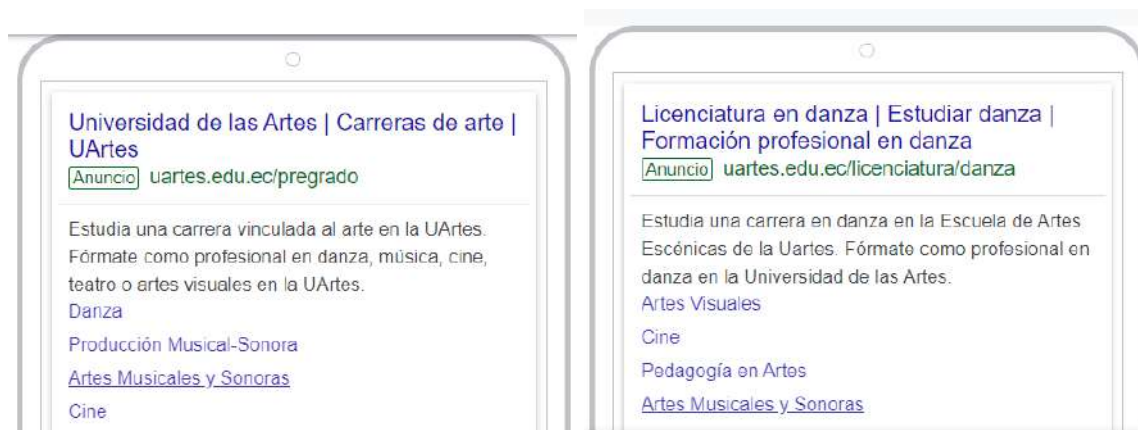 Universidad de las Artes | Carreras de arte |
UArtes
Anuncio uartes.edu.ec/pregrado
Estudia una carrera vinculada al arte en la UArtes.
Fórmate como profesional en danza, música, cine,
teatro o artes visuales en la UArtes.
Danza
Producción Musical-Sonora
Artes Musicales y Sonoras
Cine
Licenciatura en danza | Estudiar danza |
Formación profesional en danza
Anuncio uartes.edu.ec/licenciatura/danza
Estudia una carrera en danza en la Escuela de Artes
Escénicas de la Uartes. Fórmate como profesional en
danza en la Universidad de las Artes.
Artes Visuales
Cine
Pedagogía en Artes
Artes Musicales y Sonoras